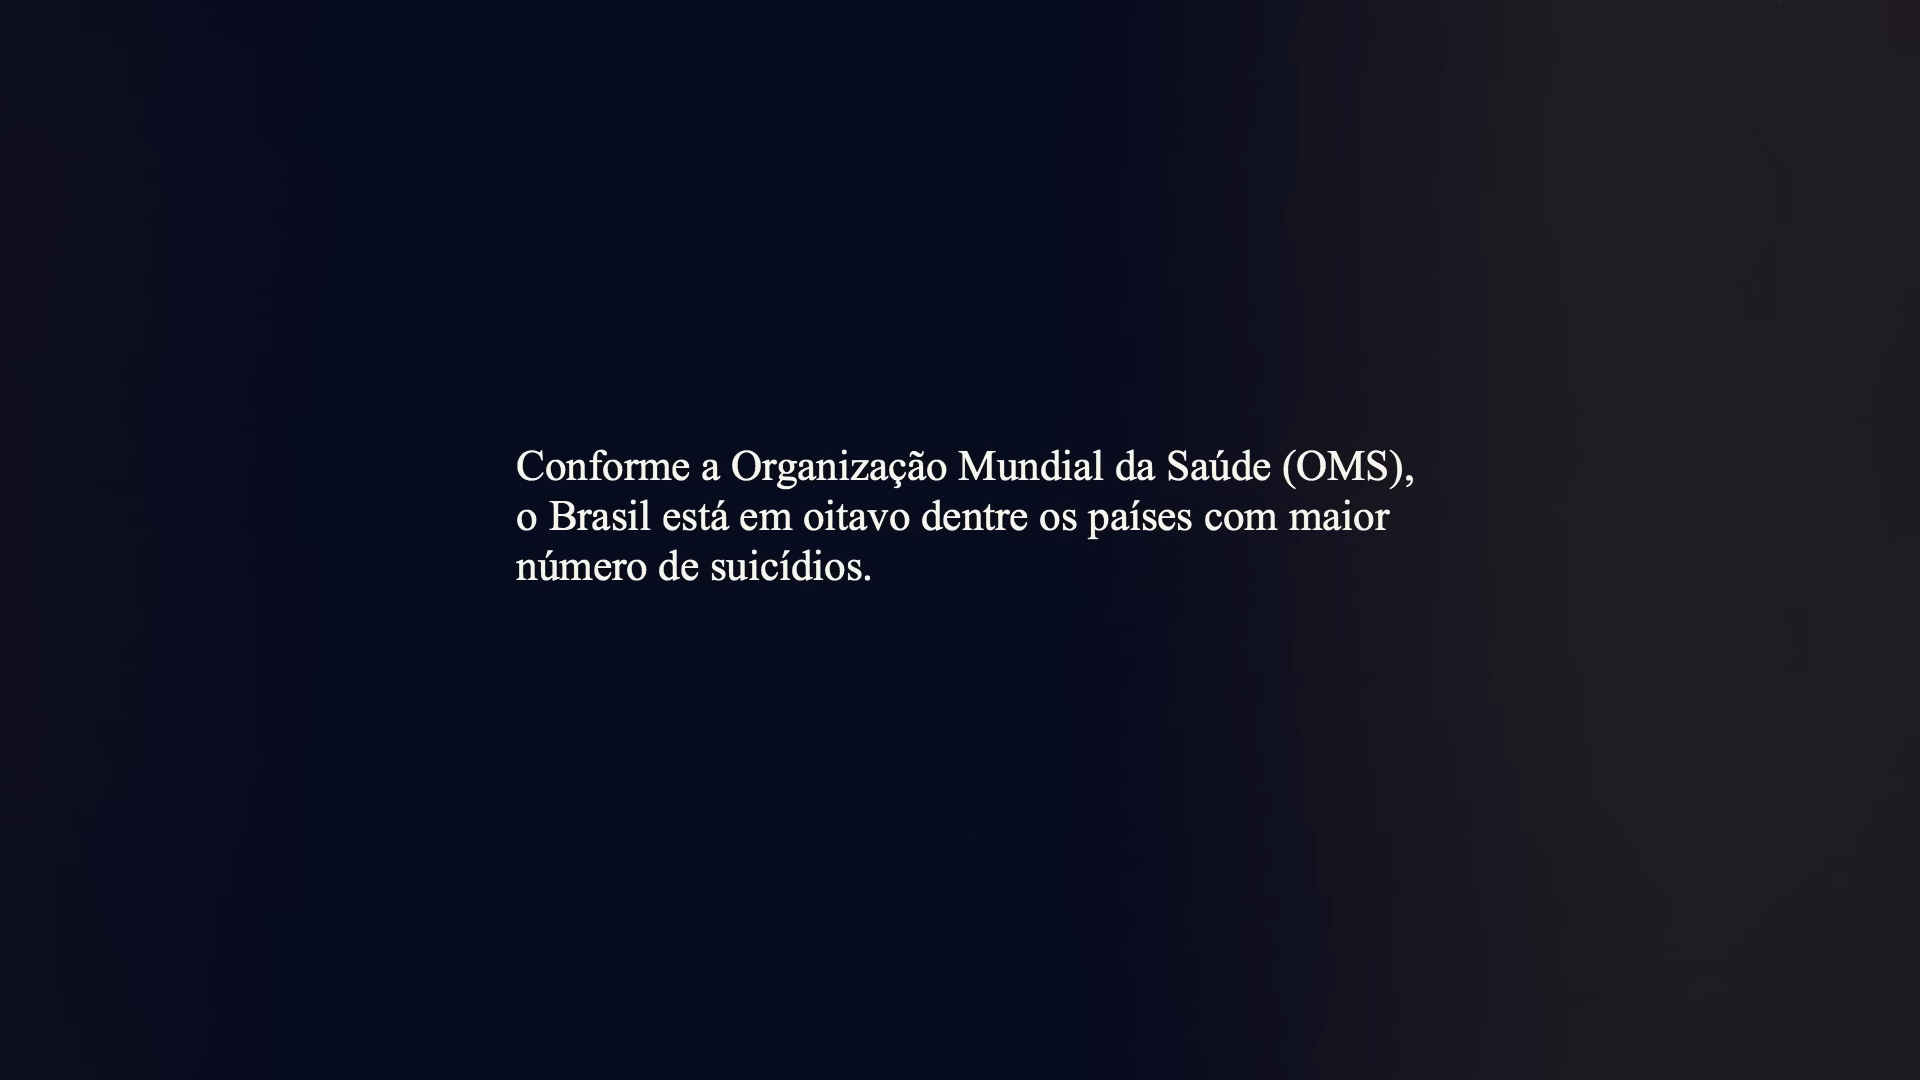 Conforme a Organização Mundial da Saúde (OMS),
o Brasil está em oitavo dentre os países com maior
número de suicídios.